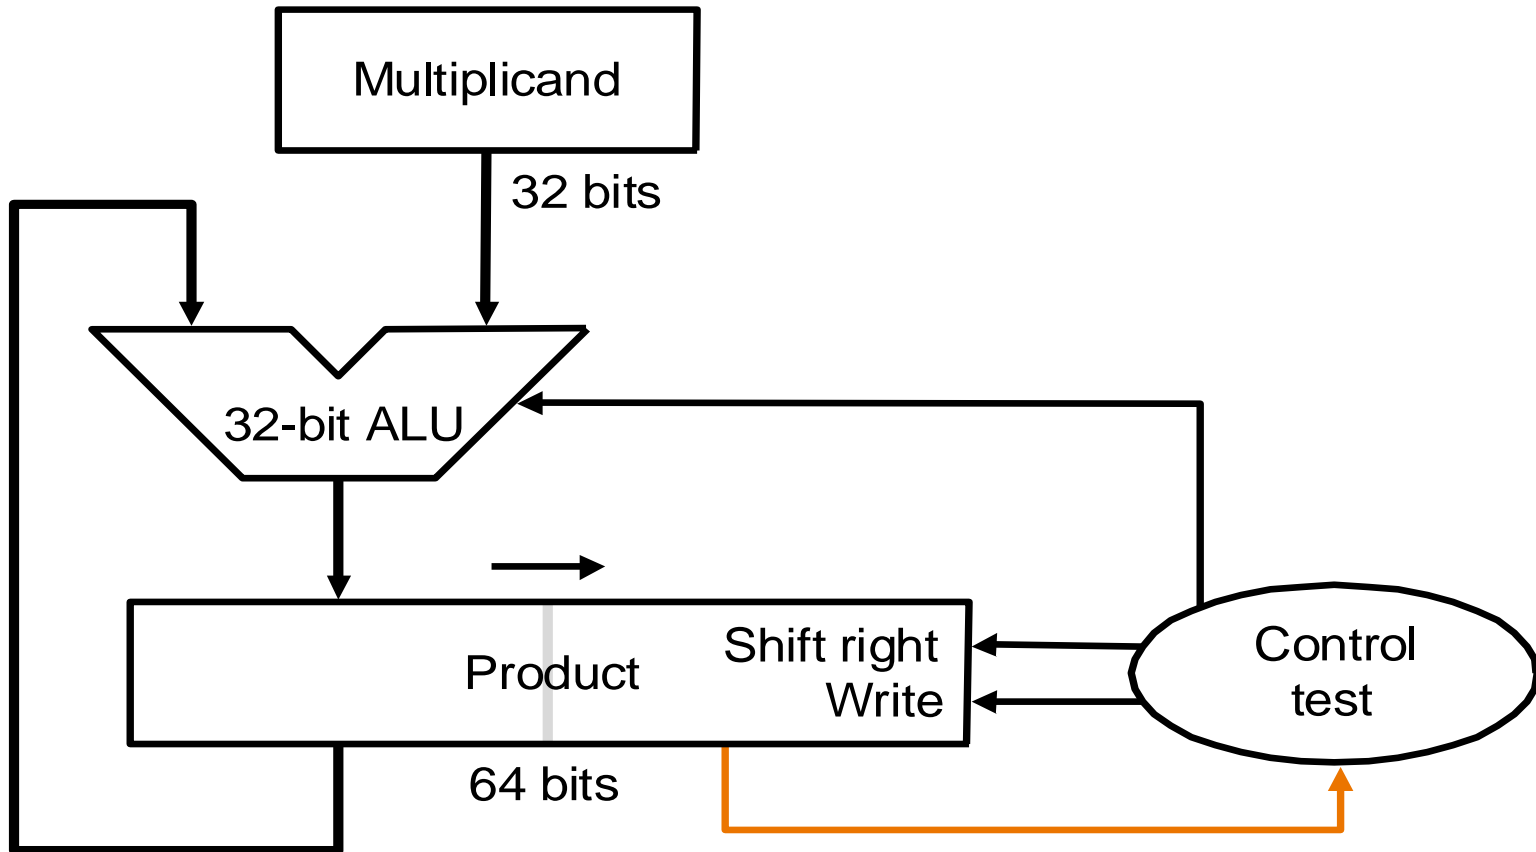 Multiplicand
32 bits
32-bit ALU
Product
Shift right
Write
64 bits
Control
test